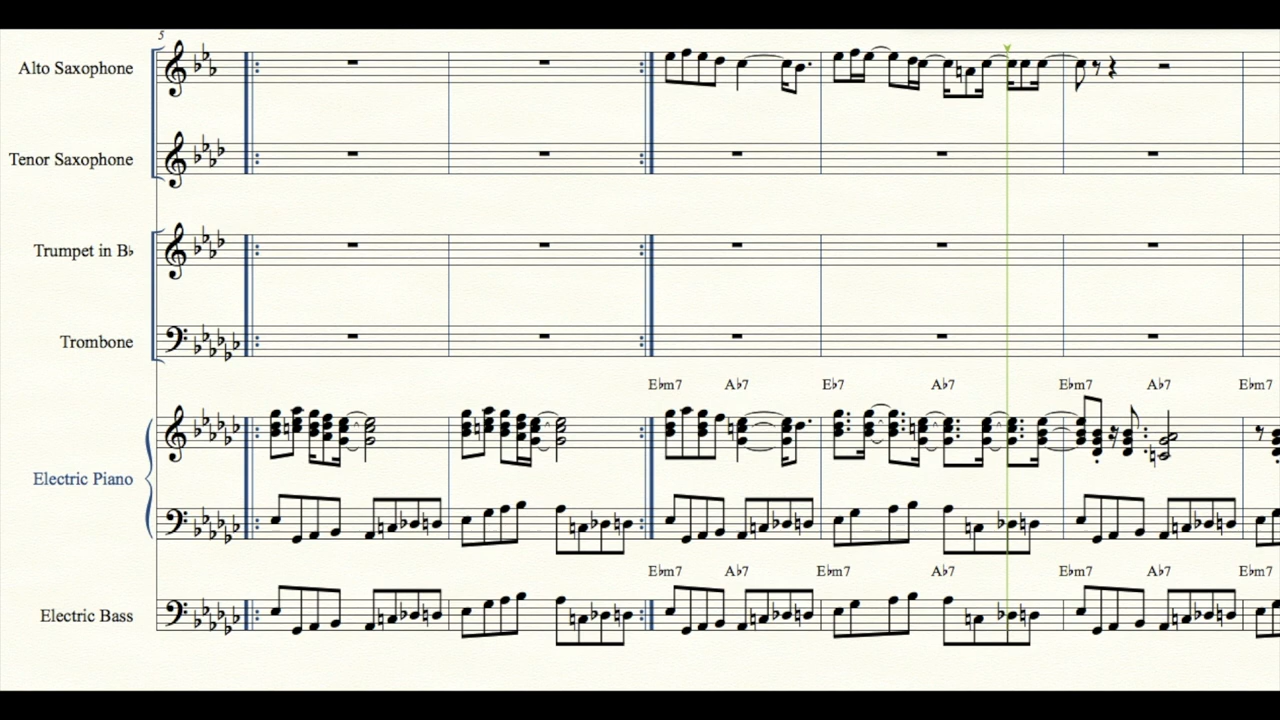 5
Alto Saxophone
Tenor Saxophone
Trumpet in B♭
Trombone
E♭m7 A♭7 E♭7 A♭7 E♭m7 A♭7 E♭m7
Electric Piano
E♭m7 A♭7 E♭m7 A♭7 E♭m7 A♭7 E♭m7
Electric Bass